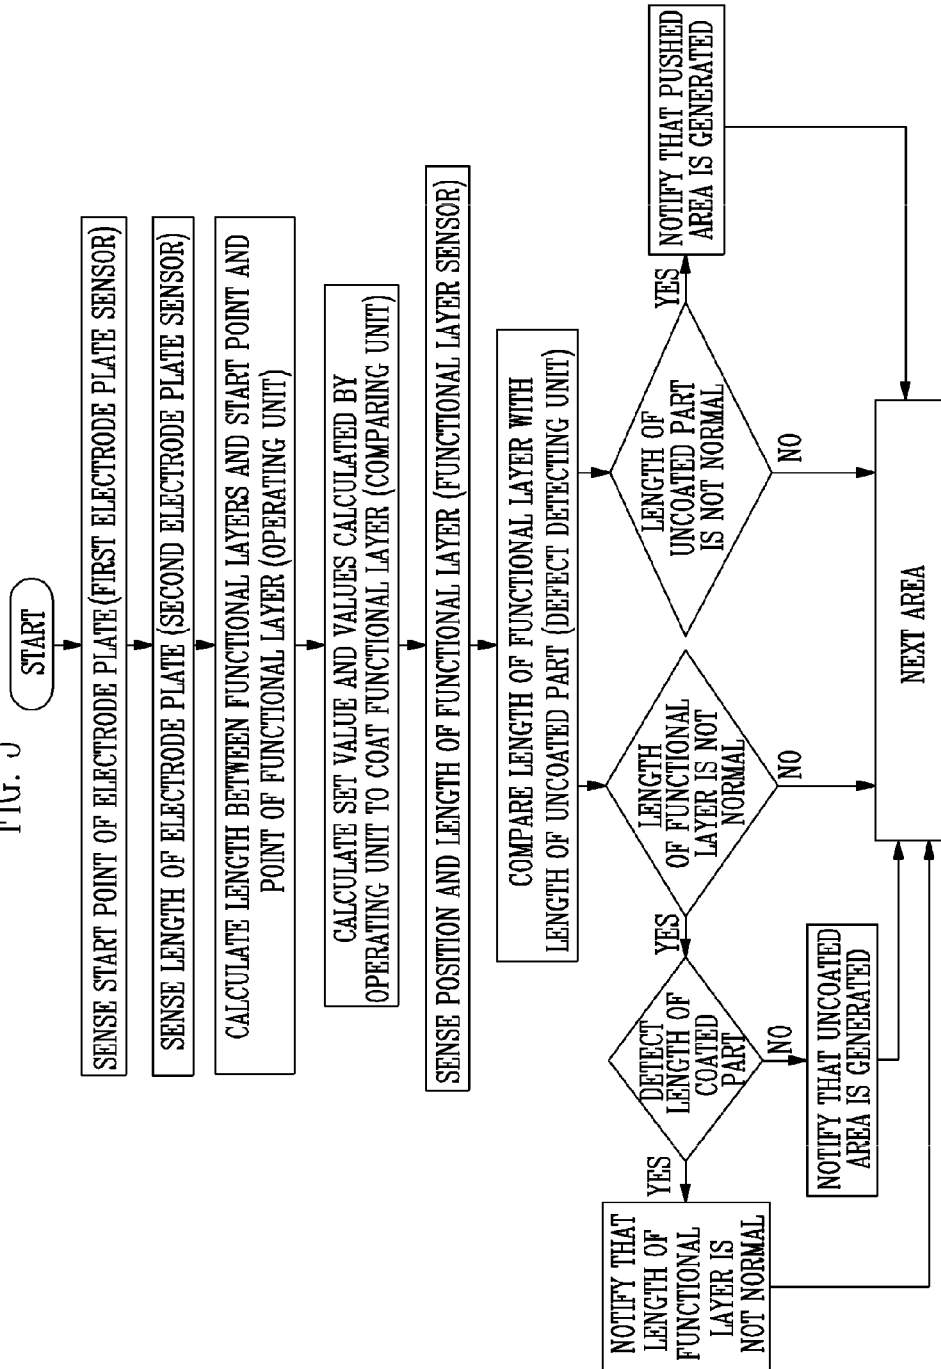 START
SENSE START POINT OF ELECTRODE PLATE(FIRST ELECTRODE PLATE SENSOR)
SENSE LENGTH OF ELECTRODE PLATE (SECOND ELECTRODE PLATE SENSOR)
CALCULATE LENGTH BETWEEN FUNCTIONAL LAYERS AND START POINT AND
POINT OF FUNCTIONAL LAYER (OPERATING UNIT)
CALCULATE SET VALUE AND VALUES CALCULATED BY
OPERATING UNIT TO COAT FUNCTIONAL LAYER (COMPARING UNIT)
SENSE POSITION AND LENGTH OF FUNCTIONAL LAYER (FUNCTIONAL LAYER SENSOR)
COMPARE LENGTH OF FUNCTIONAL LAYER WITH
LENGTH OF UNCOATED PART (DEFECT DETECTING UNIT)
NOTIFY THAT
LENGTH OF
FUNCTIONAL
LAYER IS
NOT NORMAL
YES
DETECT
LENGTH OF
COATED
PART
NO
NOTIFY THAT UNCOATED
AREA IS GENERATED
YES
LENGTH
OF FUNCTIONAL
LAYER IS NOT
NORMAL
NO
LENGTH OF
UNCOATED PART
IS NOT NORMAL
NO
YES
NOTIFY THAT PUSHED
AREA IS GENERATED
NEXT AREA